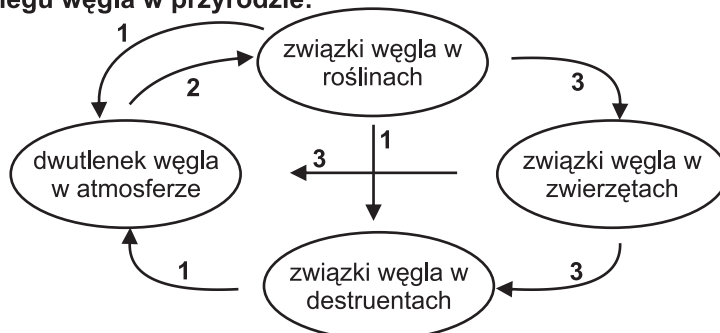 iegu węgla w przyrodzie.
1
związki węgla w
roślinach
2
3
dwutlenek węgla
w atmosferze
3
1
związki węgla w
zwierzętach
1
związki węgla w
destruentach
3